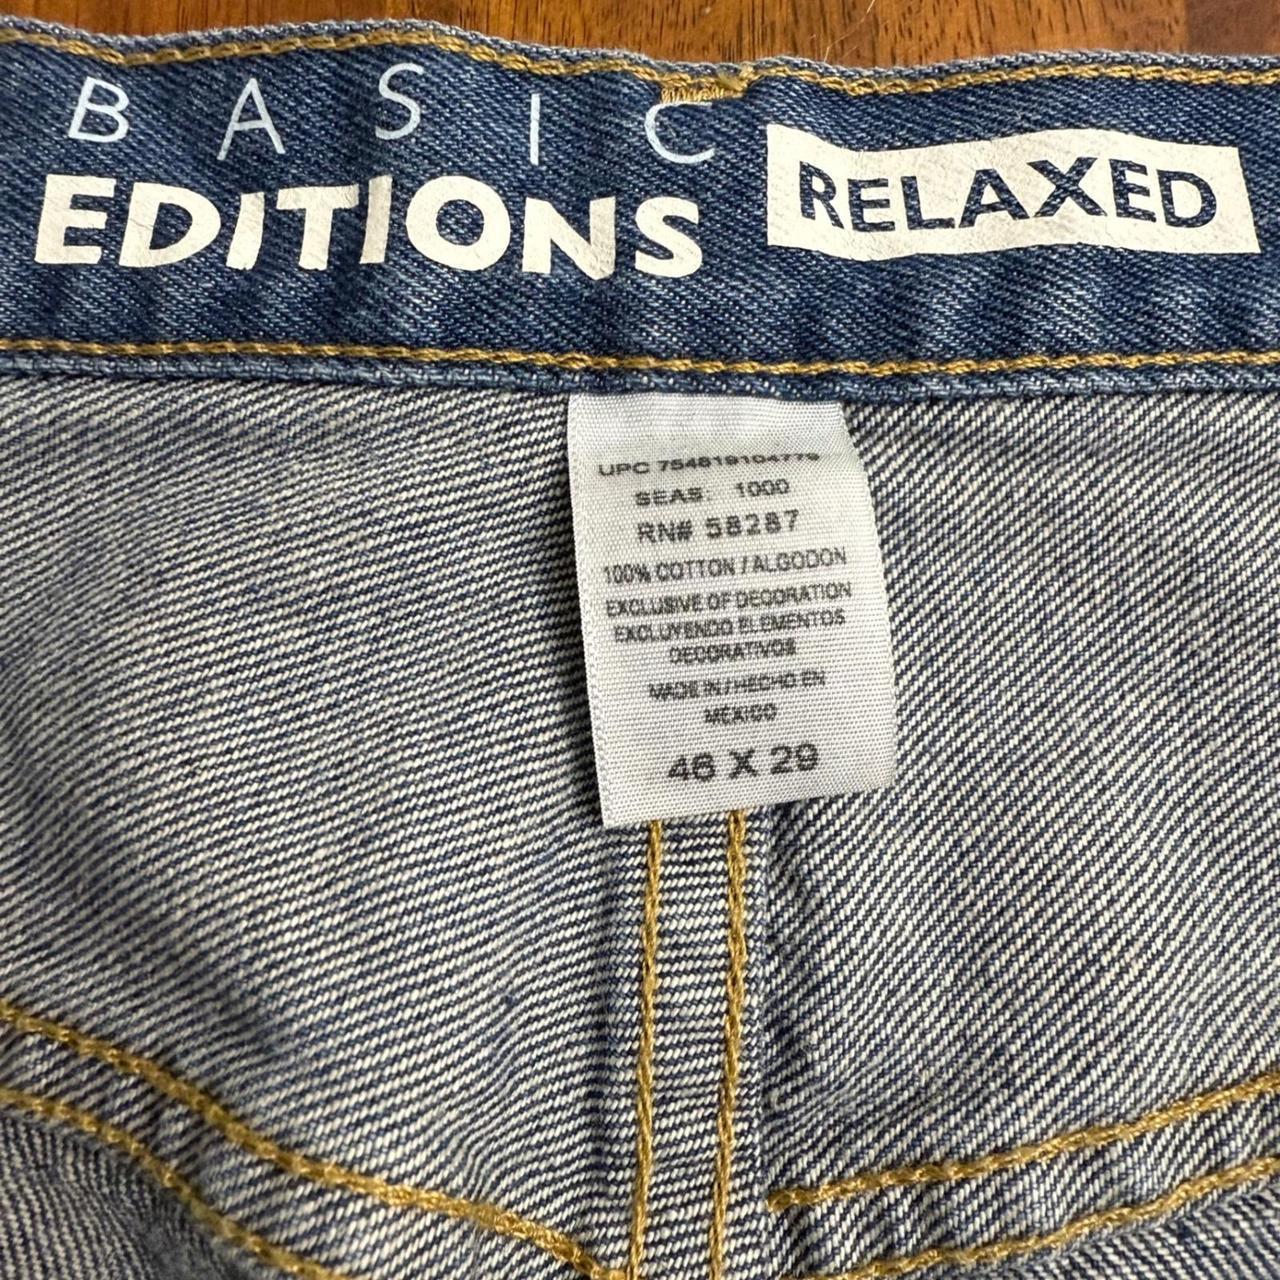 BASIC
EDITIONS
RELAXED
UPC
SEAS: 1000
RN# 58287
100% COTTON / ALGODON
EXCLUSIVE OF DECORATION
EXCLUYENDO ELEMENTOS
DECORATIVOS
MADE IN / HECHO EN
MEXICO
46 X 29